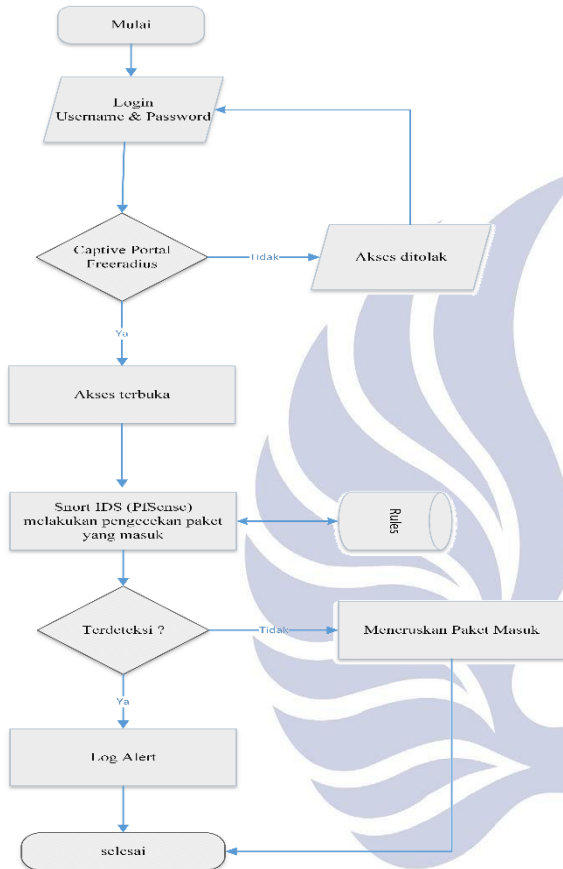 Mulai
Login
Username & Password
Captive Portal
Freeradius
Tidak
Akses ditolak
Ya
Akses terbuka
Snort IDS (PfSense)
melakukan pengecekan paket
yang masuk
Rules
Terdeteksi ?
Tidak
Meneruskan Paket Masuk
Ya
Log Alert
selesai